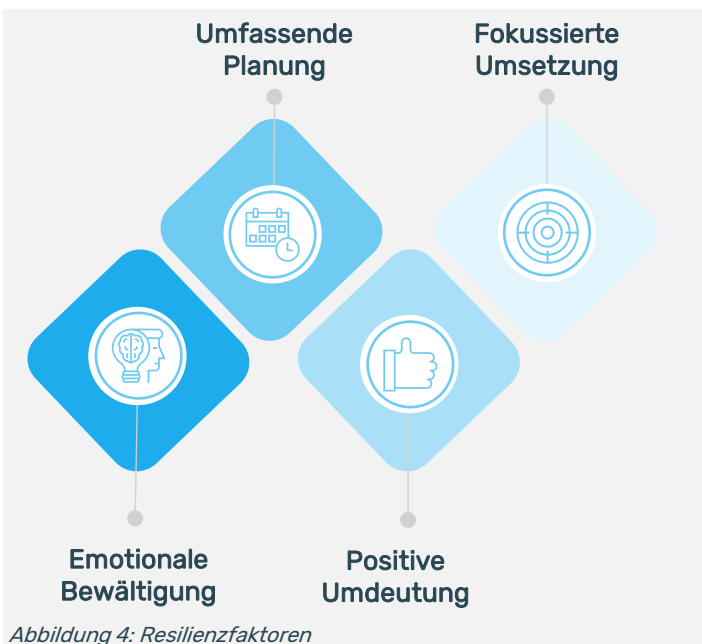 Umfassende
Planung
Fokussierte
Umsetzung
Emotionale
Bewältigung
Positive
Umdeutung
Abbildung 4: Resilienzfaktoren